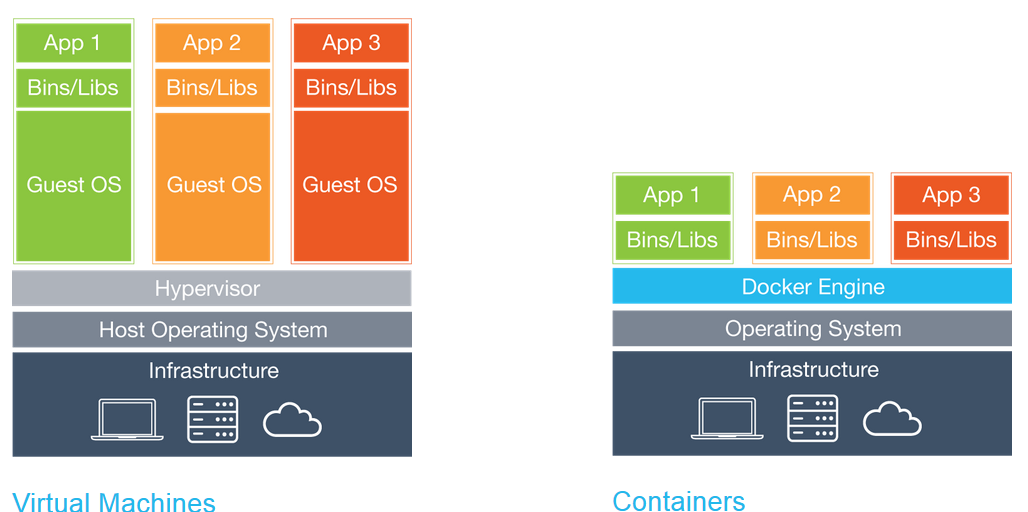 App 1
App 2
App 3
Bins/Libs
Bins/Libs
Bins/Libs
Guest OS
Guest OS
Guest OS
Hypervisor
Host Operating System
Infrastructure
Virtual Machines
App 1
App 2
App 3
Bins/Libs
Bins/Libs
Bins/Libs
Docker Engine
Operating System
Infrastructure
Containers